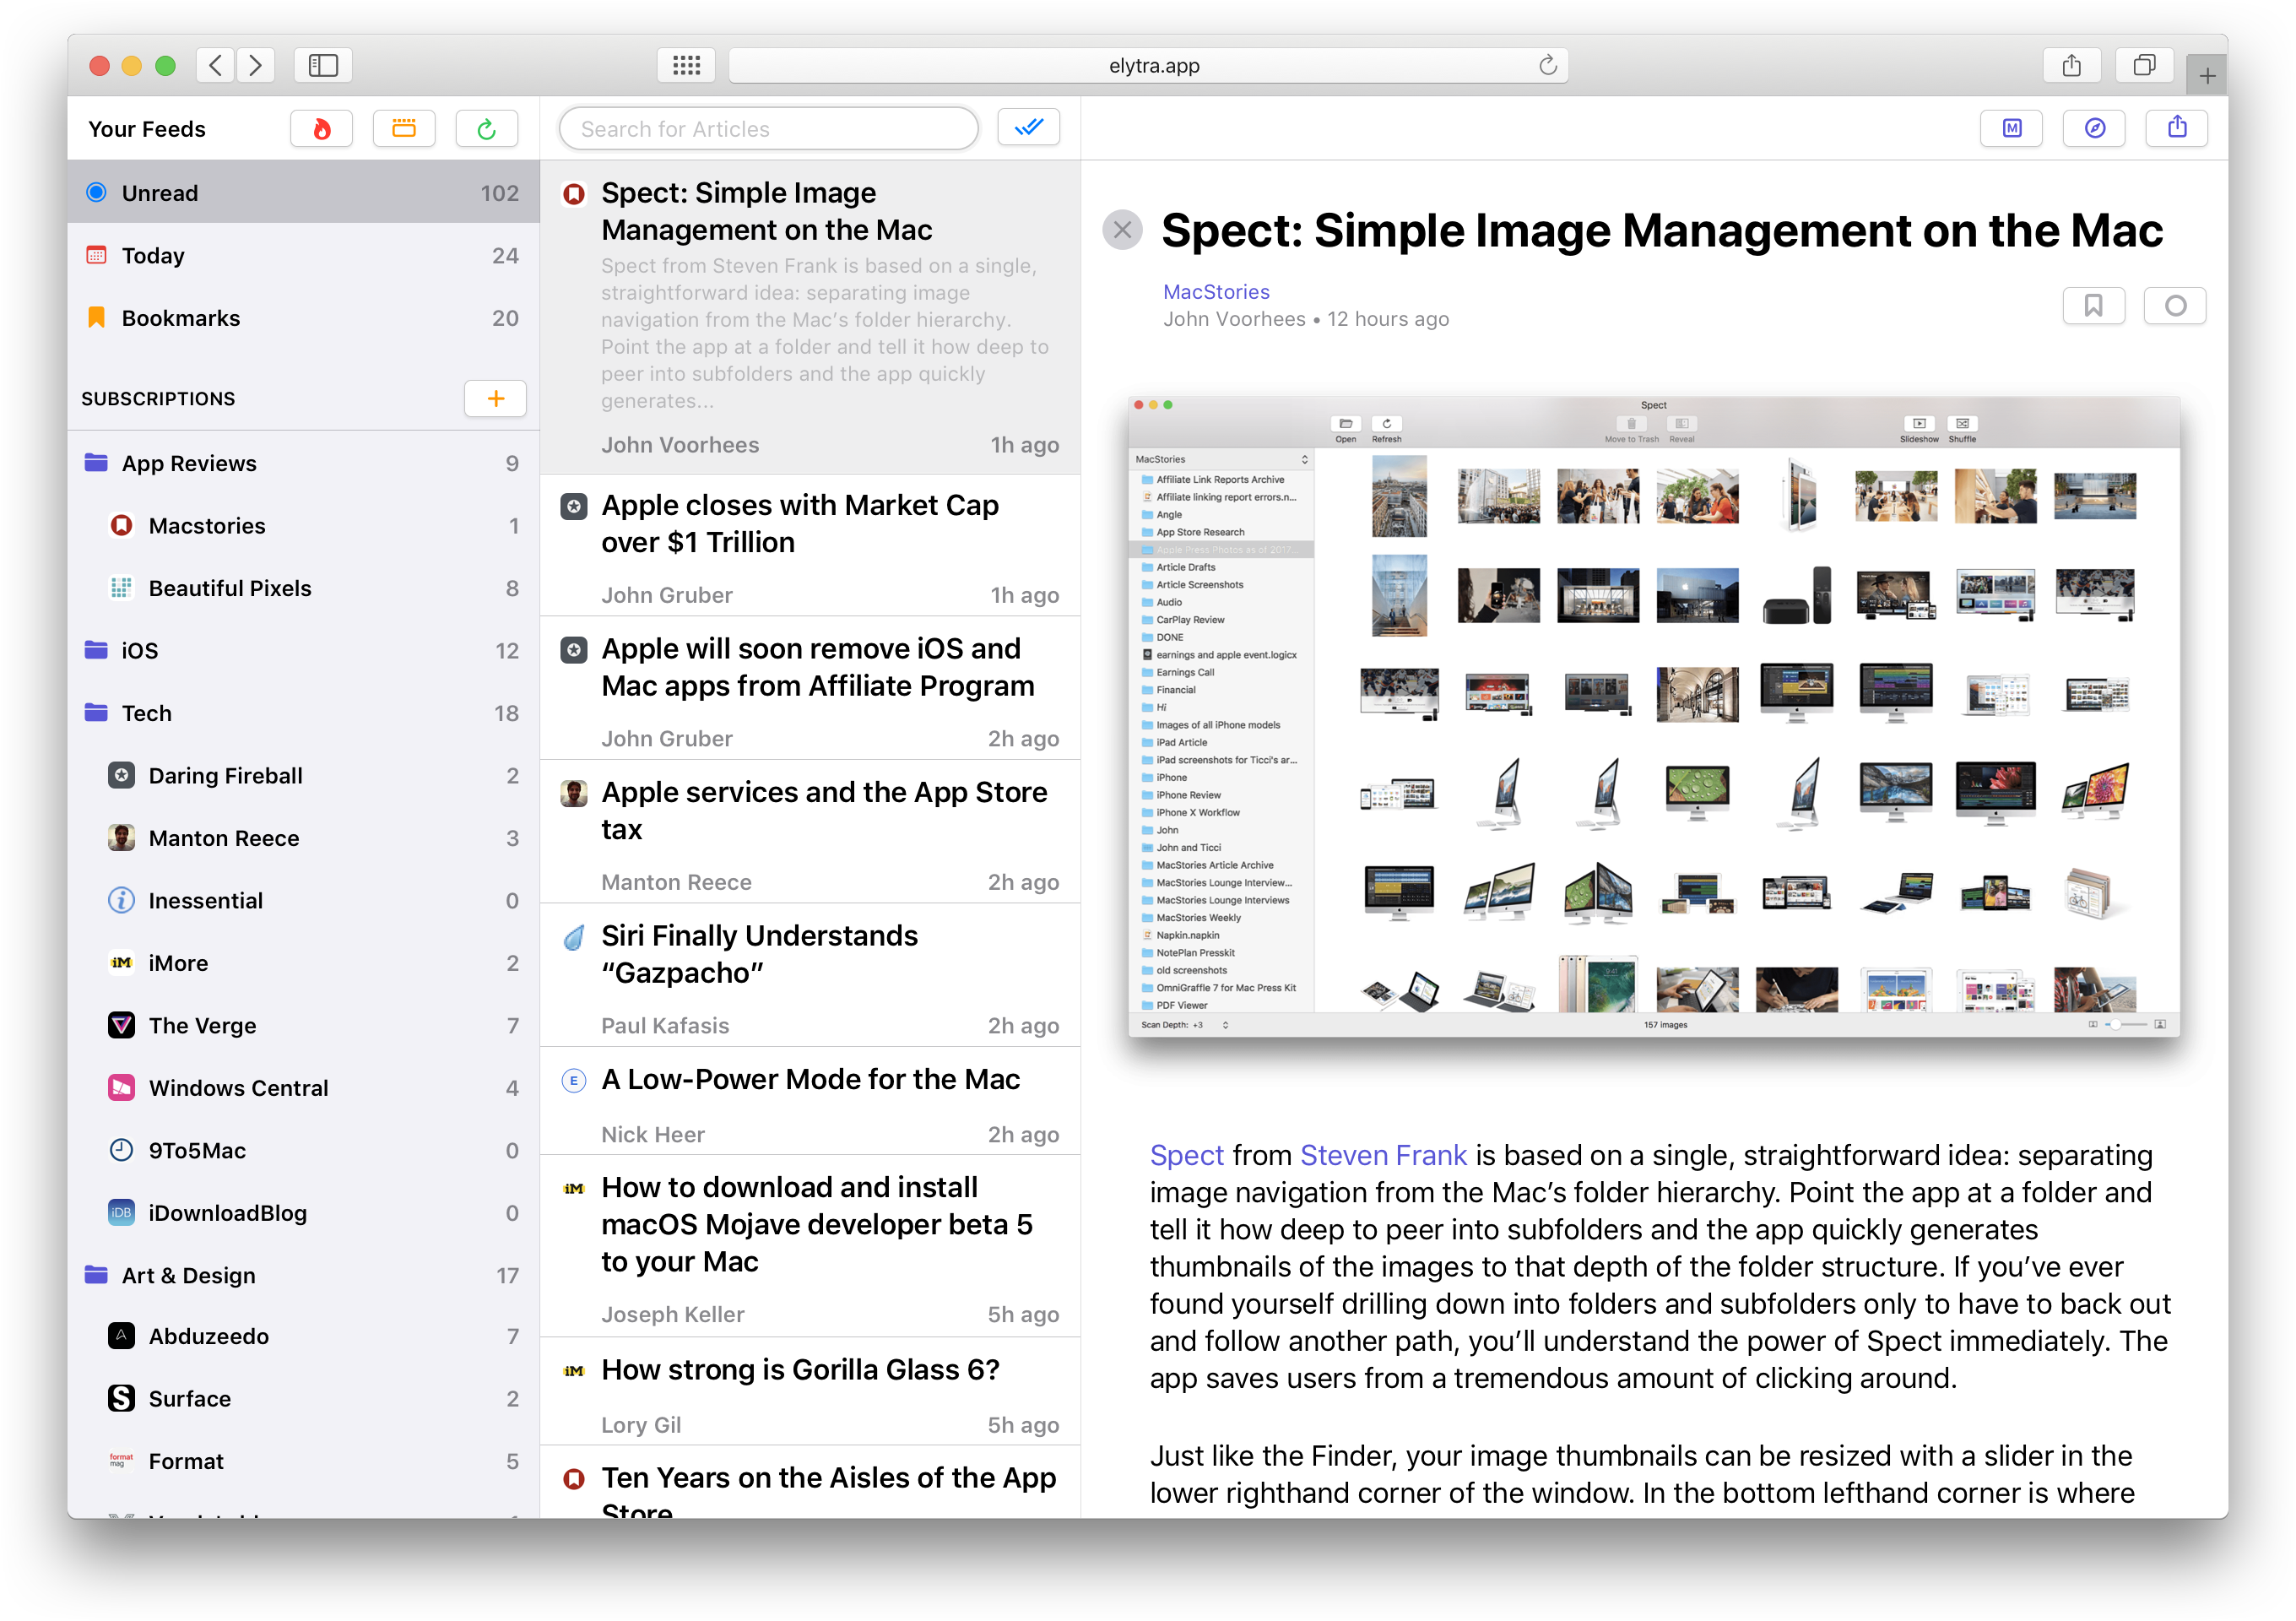 elytra.app
Your Feeds
Unread 102
Today 24
Bookmarks 20
SUBSCRIPTIONS
App Reviews 9
Macstories 1
Beautiful Pixels 8
iOS 12
Tech 18
Daring Fireball 2
Manton Reece 3
Inessential 0
iM iMore 2
The Verge 7
Windows Central 4
9To5Mac 0
iDB iDownloadBlog 0
Art & Design 17
Abduzeedo 7
S Surface 2
format mag Format 5
Search for Articles
Spect: Simple Image
Management on the Mac
Spect from Steven Frank is based on a single,
straightforward idea: separating image
navigation from the Mac’s folder hierarchy.
Point the app at a folder and tell it how deep to
peer into subfolders and the app quickly
generates...
John Voorhees 1h ago
Apple closes with Market Cap
over $1 Trillion
John Gruber 1h ago
Apple will soon remove iOS and
Mac apps from Affiliate Program
John Gruber 2h ago
Apple services and the App Store
tax
Manton Reece 2h ago
Siri Finally Understands
“Gazpacho”
Paul Kafasis 2h ago
E A Low-Power Mode for the Mac
Nick Heer 2h ago
iM How to download and install
macOS Mojave developer beta 5
to your Mac
Joseph Keller 5h ago
iM How strong is Gorilla Glass 6?
Lory Gil 5h ago
Ten Years on the Aisles of the App
Store
M
Spect: Simple Image Management on the Mac
MacStories
John Voorhees • 12 hours ago
Spect
Open Refresh Move to Trash Reveal Slideshow Shuffle
MacStories
Affiliate Link Reports Archive
Affiliate linking report errors.n...
Angle
App Store Research
Apple Press Photos as of 2017...
Article Drafts
Article Screenshots
Audio
CarPlay Review
DONE
earnings and apple event.logicx
Earnings Call
Financial
Hi
Images of all iPhone models
iPad Article
iPad screenshots for Ticci's ar...
iPhone
iPhone Review
iPhone X Workflow
John
John and Ticci
MacStories Article Archive
MacStories Lounge Interview...
MacStories Lounge Interviews
MacStories Weekly
Napkin.napkin
NotePlan Presskit
old screenshots
OmniGraffle 7 for Mac Press Kit
PDF Viewer
Scan Depth: +3 157 images
Spect from Steven Frank is based on a single, straightforward idea: separating
image navigation from the Mac’s folder hierarchy. Point the app at a folder and
tell it how deep to peer into subfolders and the app quickly generates
thumbnails of the images to that depth of the folder structure. If you’ve ever
found yourself drilling down into folders and subfolders only to have to back out
and follow another path, you’ll understand the power of Spect immediately. The
app saves users from a tremendous amount of clicking around.
Just like the Finder, your image thumbnails can be resized with a slider in the
lower righthand corner of the window. In the bottom lefthand corner is where